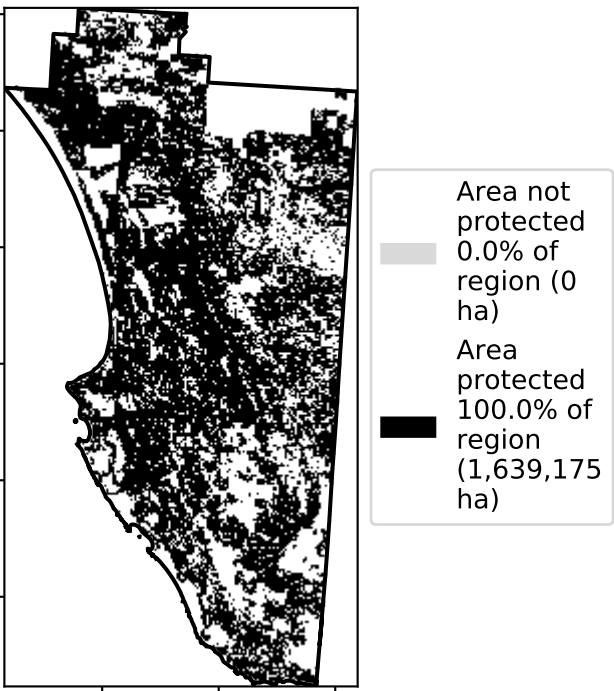 Area not
protected
0.0% of
region (0
ha)
Area
protected
100.0% of
region
(1,639,175
ha)